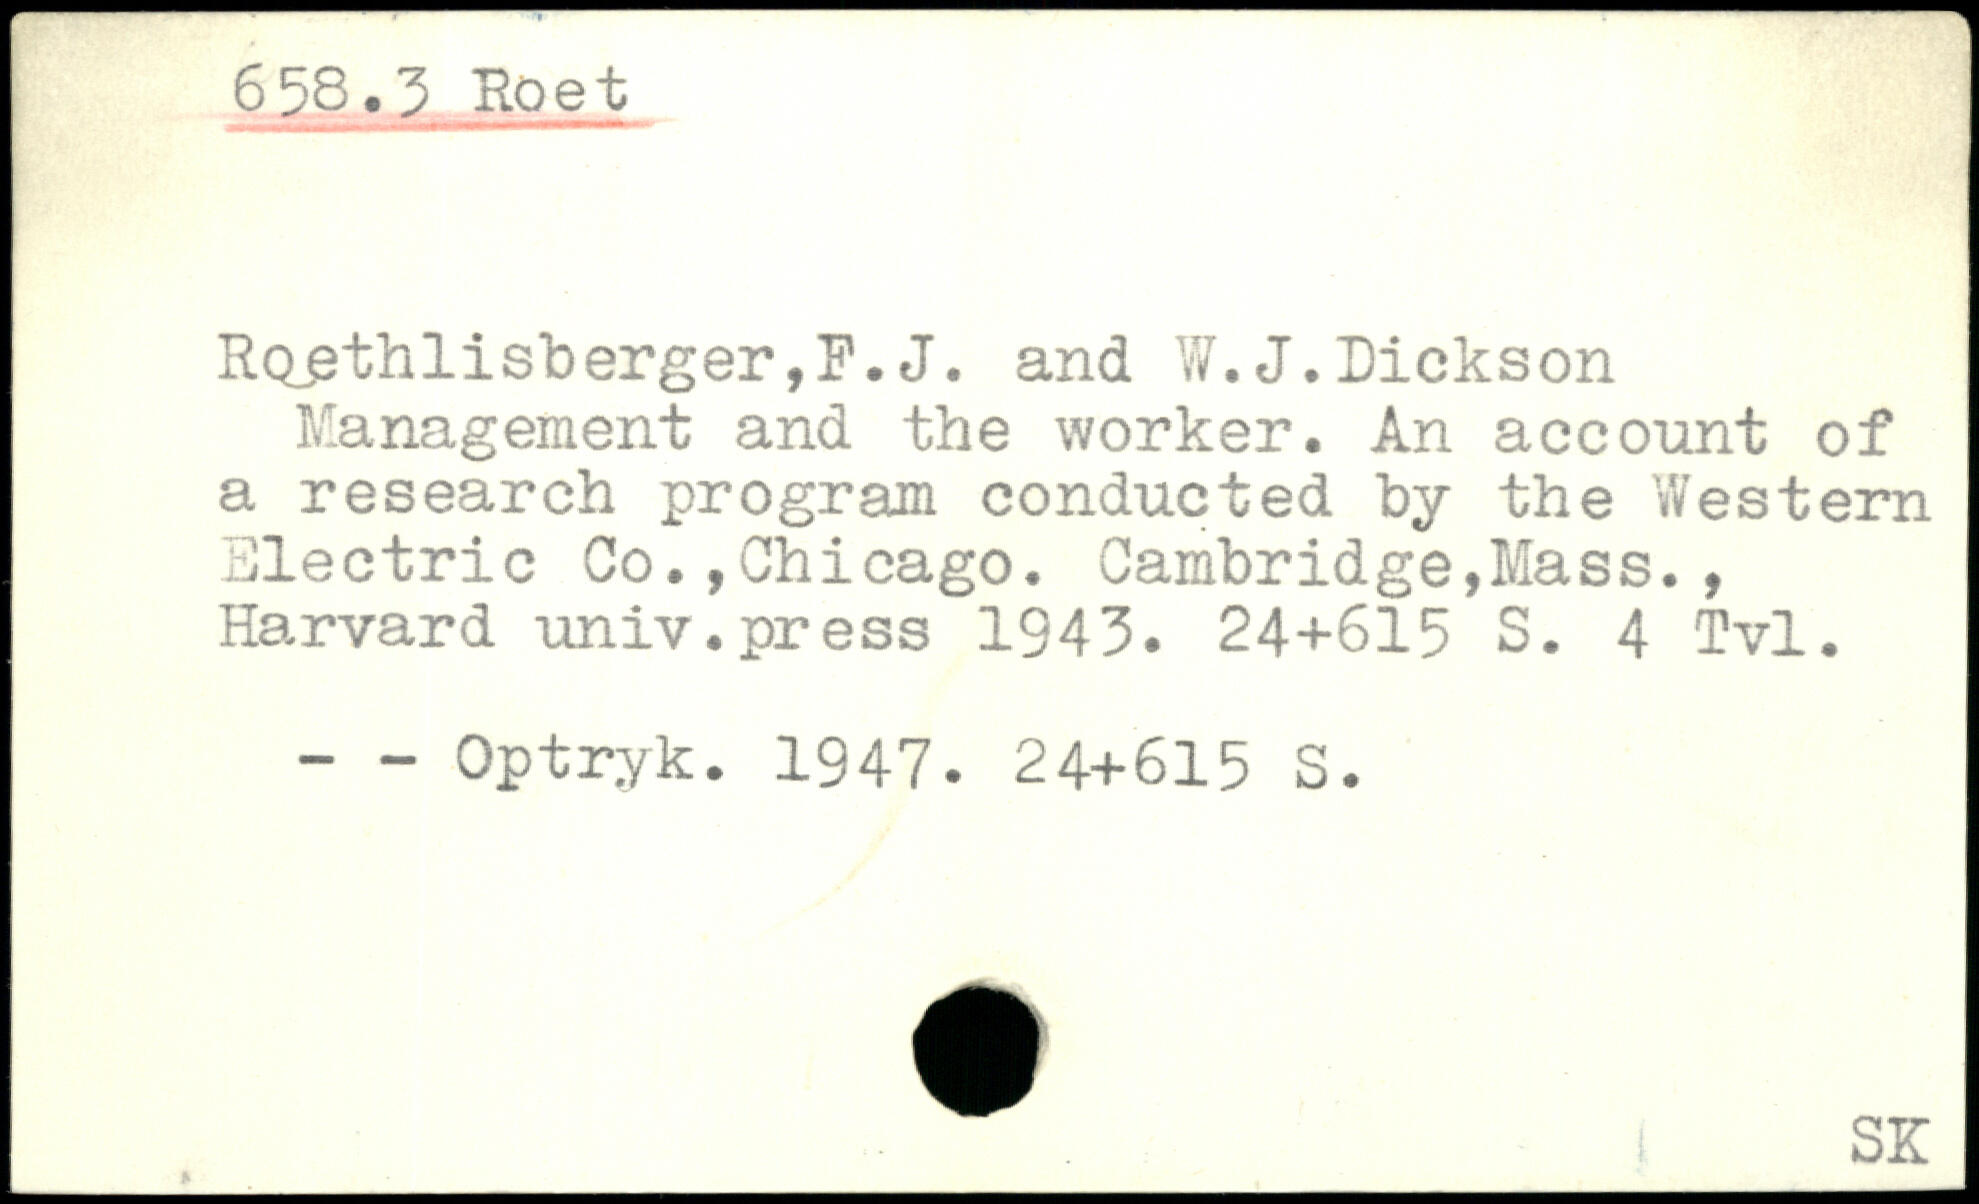 658.3 Roet
Roethlisberger,F.J. and W.J.Dickson
Management and the worker. An account of
a research program conducted by the Western
Electric Co.,Chicago. Cambridge,Mass.,
Harvard univ.press 1943. 24+615 S. 4 Tvl.
- - Optryk. 1947. 24+615 S.
SK